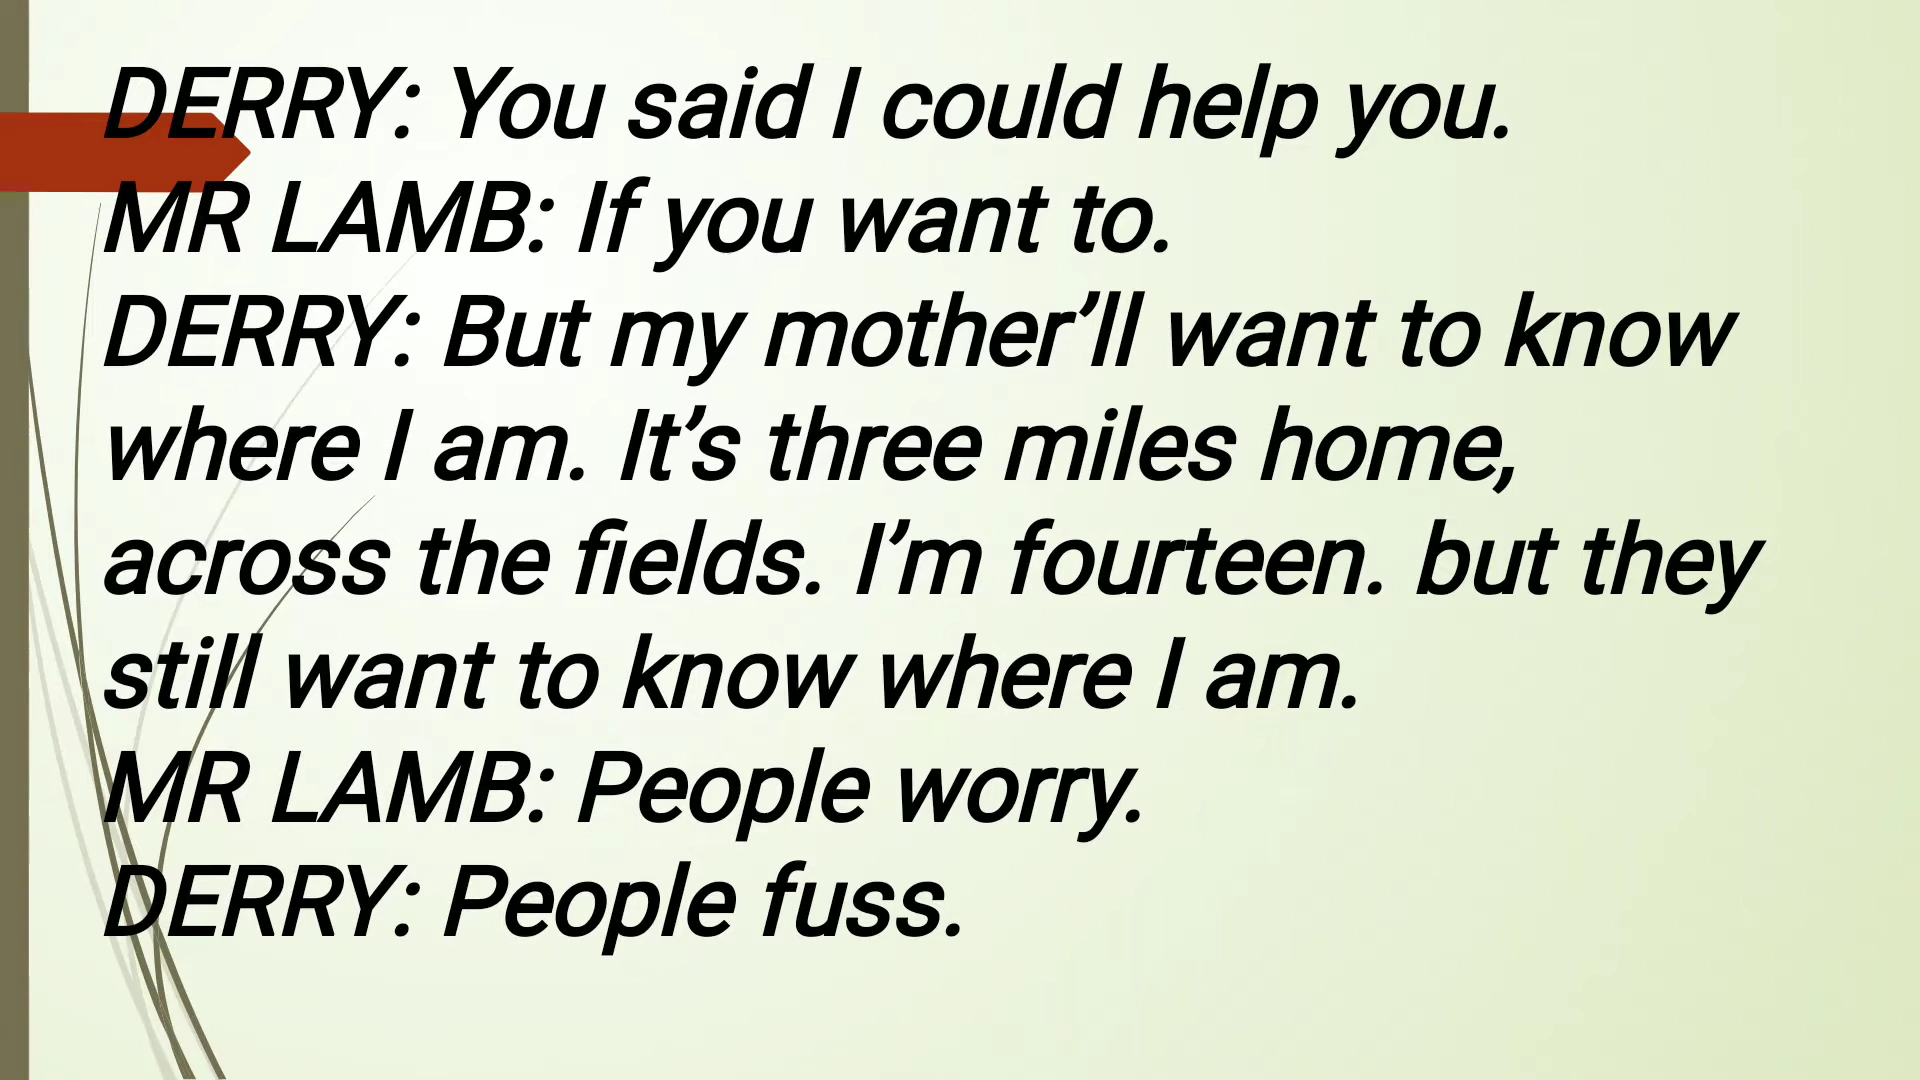 DERRY: You said I could help you.
MR LAMB: If you want to.
DERRY: But my mother’ll want to know
where I am. It’s three miles home,
across the fields. I’m fourteen. but they
still want to know where I am.
MR LAMB: People worry.
DERRY: People fuss.